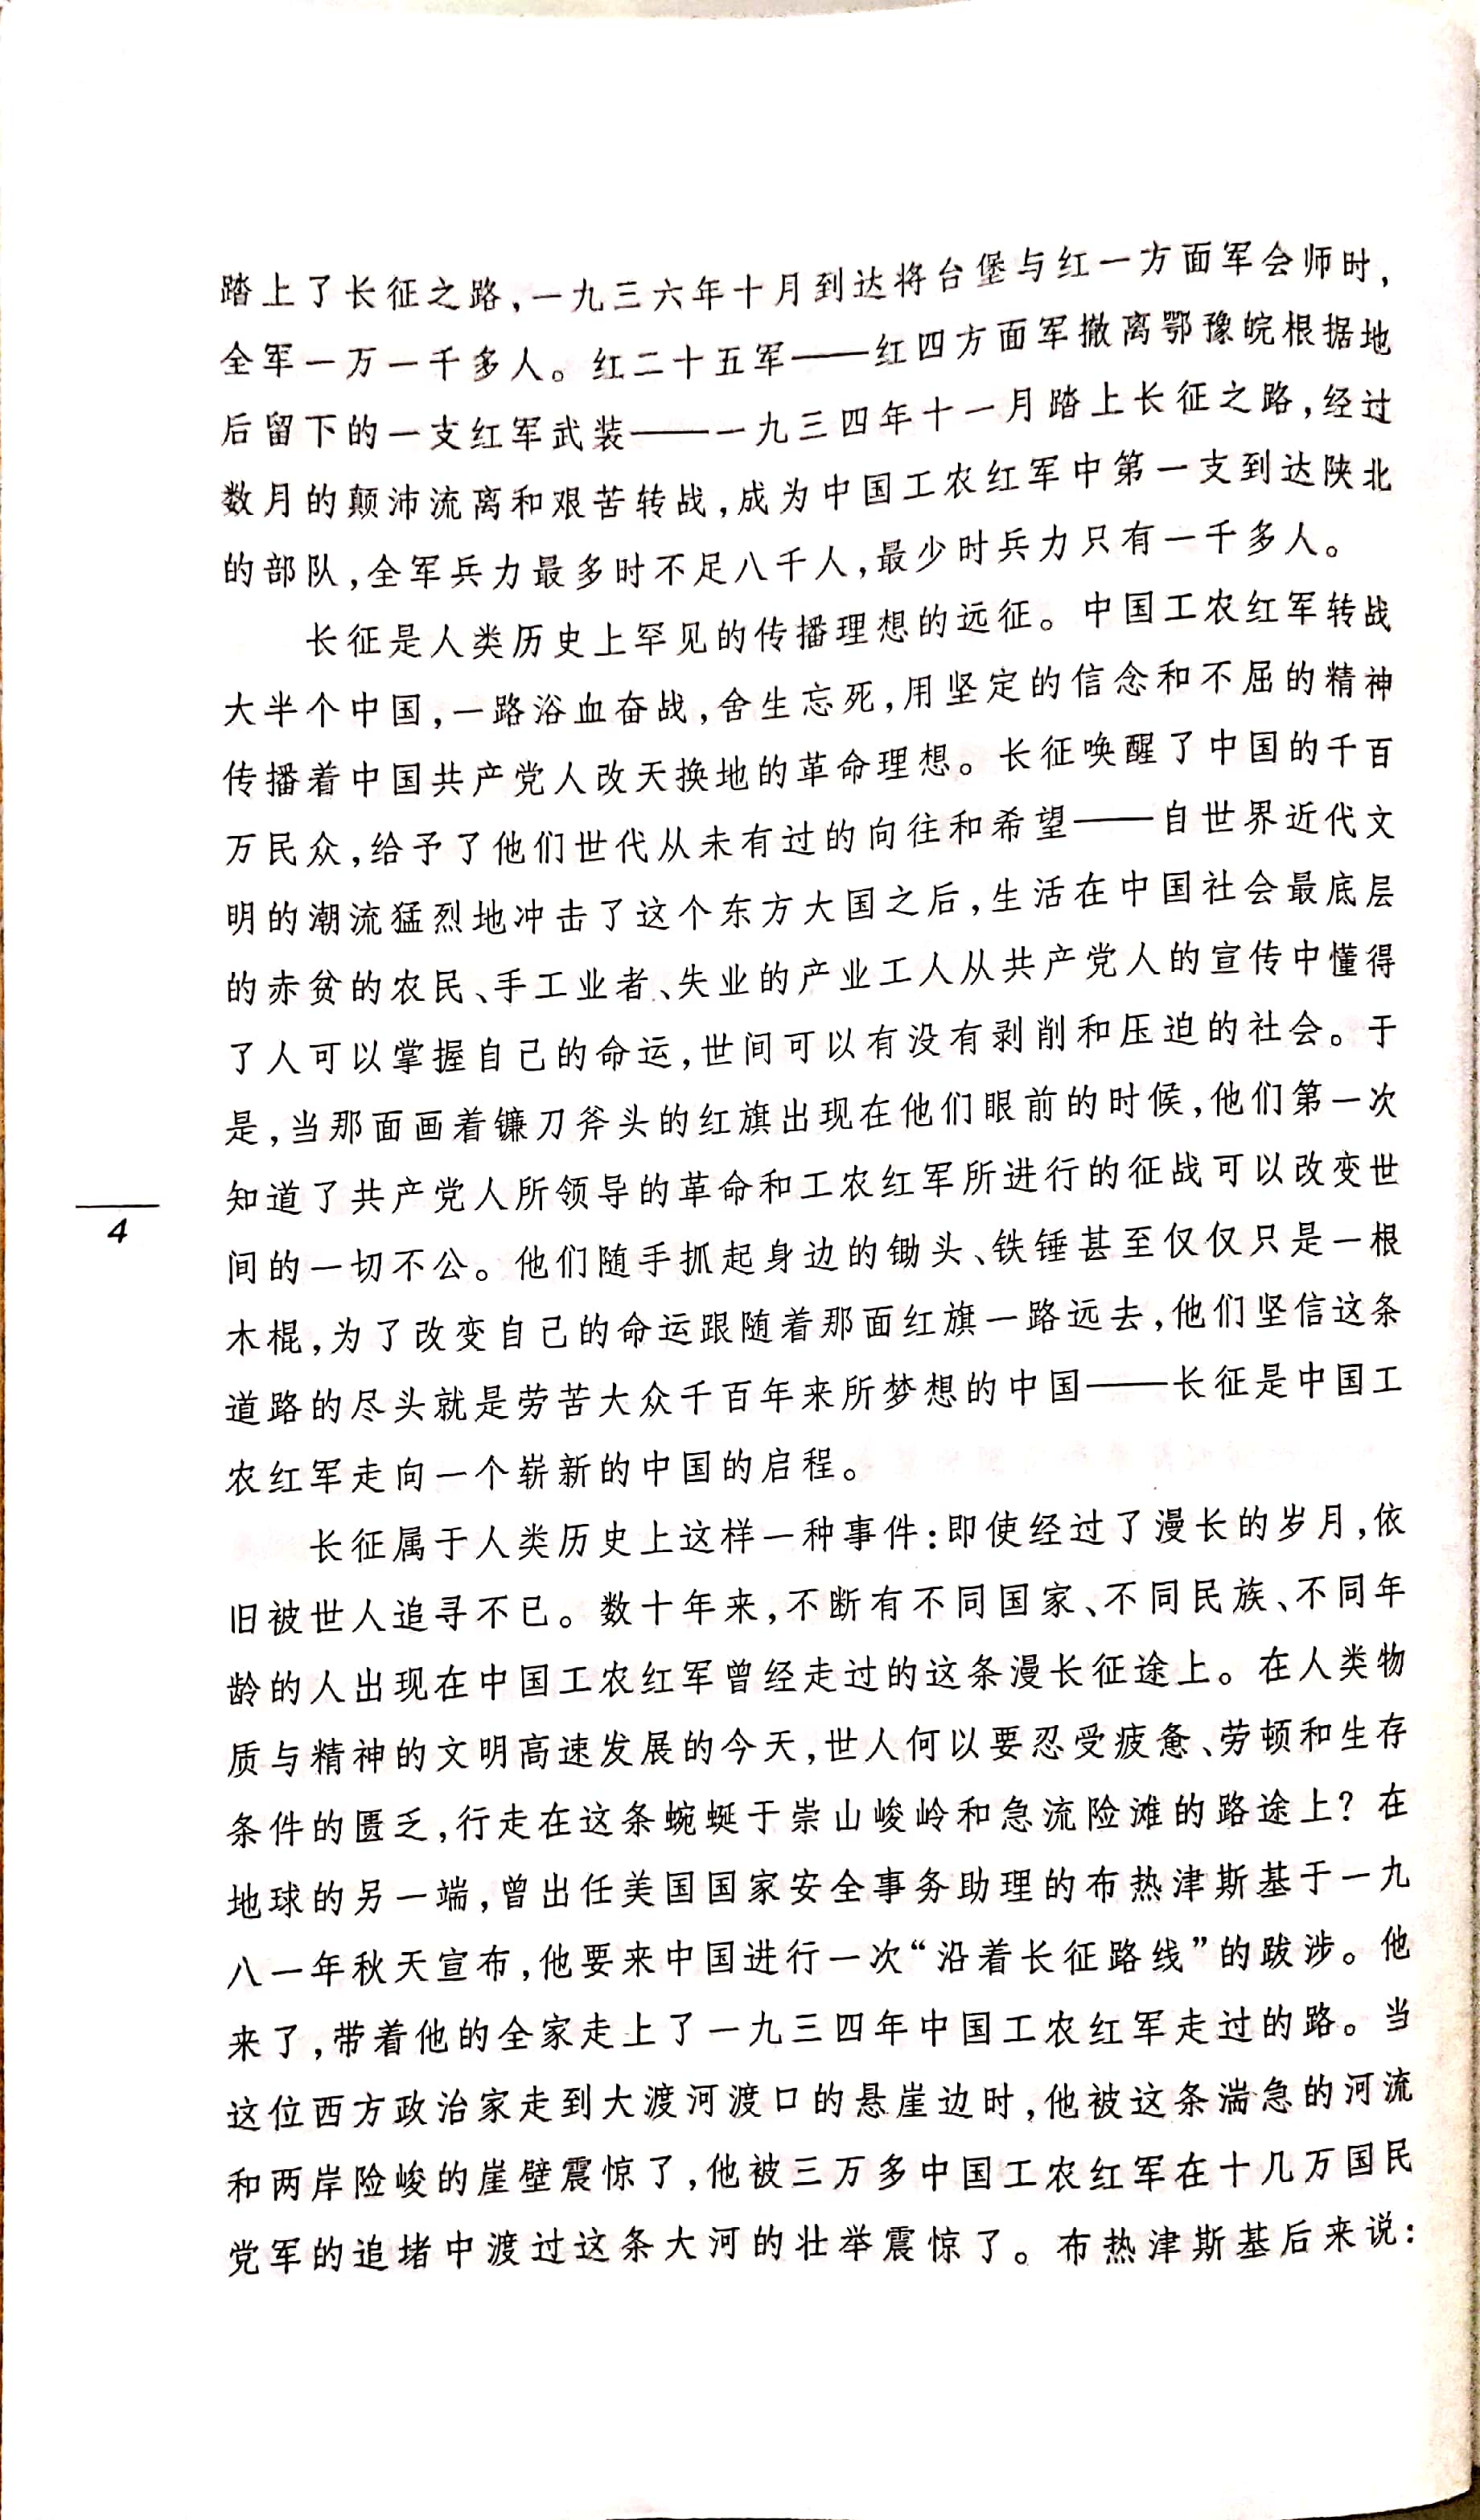 踏上了长征之路,一九三六年十月到达将台堡与红一方面军会师时,
全军一万一千多人。红二十五军——红四方面军撤离鄂豫皖根据地
后留下的一支红军武装——一九三四年十一月踏上长征之路,经过
数月的颠沛流离和艰苦转战,成为中国工农红军中第一支到达陕北
的部队,全军兵力最多时不足八千人,最少时兵力只有一千多人。
长征是人类历史上罕见的传播理想的远征。中国工农红军转战
大半个中国,一路浴血奋战,舍生忘死,用坚定的信念和不屈的精神
传播着中国共产党人改天换地的革命理想。长征唤醒了中国的千百
万民众,给予了他们世代从未有过的向往和希望——自世界近代文
明的潮流猛烈地冲击了这个东方大国之后,生活在中国社会最底层
的赤贫的农民、手工业者、失业的产业工人从共产党人的宣传中懂得
了人可以掌握自己的命运,世间可以有没有剥削和压迫的社会。于
是,当那面画着镰刀斧头的红旗出现在他们眼前的时候,他们第一次
知道了共产党人所领导的革命和工农红军所进行的征战可以改变世
间的一切不公。他们随手抓起身边的锄头、铁锤甚至仅仅只是一根
木棍,为了改变自己的命运跟随着那面红旗一路远去,他们坚信这条
道路的尽头就是劳苦大众千百年来所梦想的中国——长征是中国工
农红军走向一个崭新的中国的启程。
长征属于人类历史上这样一种事件:即使经过了漫长的岁月,依
旧被世人追寻不已。数十年来,不断有不同国家、不同民族、不同年
龄的人出现在中国工农红军曾经走过的这条漫长征途上。在人类物
质与精神的文明高速发展的今天,世人何以要忍受疲惫、劳顿和生存
条件的匮乏,行走在这条蜿蜒于崇山峻岭和急流险滩的路途上？在
地球的另一端,曾出任美国国家安全事务助理的布热津斯基于一九
八一年秋天宣布,他要来中国进行一次“沿着长征路线”的跋涉。他
来了,带着他的全家走上了一九三四年中国工农红军走过的路。当
这位西方政治家走到大渡河渡口的悬崖边时,他被这条湍急的河流
和两岸险峻的崖壁震惊了,他被三万多中国工农红军在十几万国民
党军的追堵中渡过这条大河的壮举震惊了。布热津斯基后来说:
4